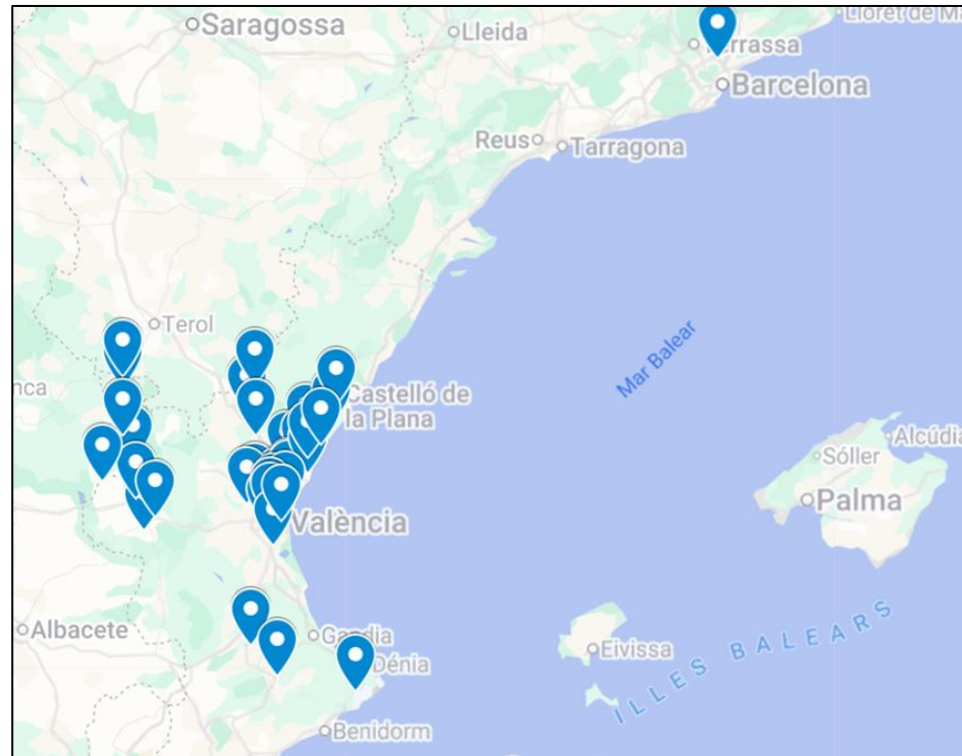 Saragossa
Lleida
Lloret de Ma
Terrassa
Barcelona
Reus
Tarragona
Terol
nca
Mar Balear
Castelló de
la Plana
Alcúdia
Sóller
Palma
València
Albacete
Gandia
Dénia
Eivissa
ILLES BALEARS
Benidorm